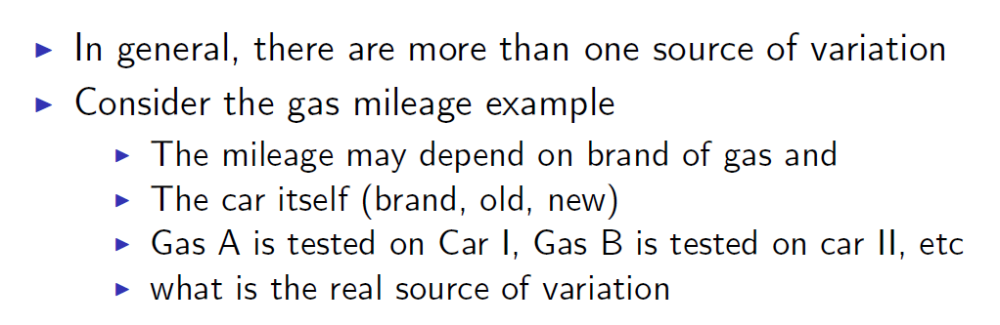 In general, there are more than one source of variation
Consider the gas mileage example
The mileage may depend on brand of gas and
The car itself (brand, old, new)
Gas A is tested on Car I, Gas B is tested on car II, etc
what is the real source of variation